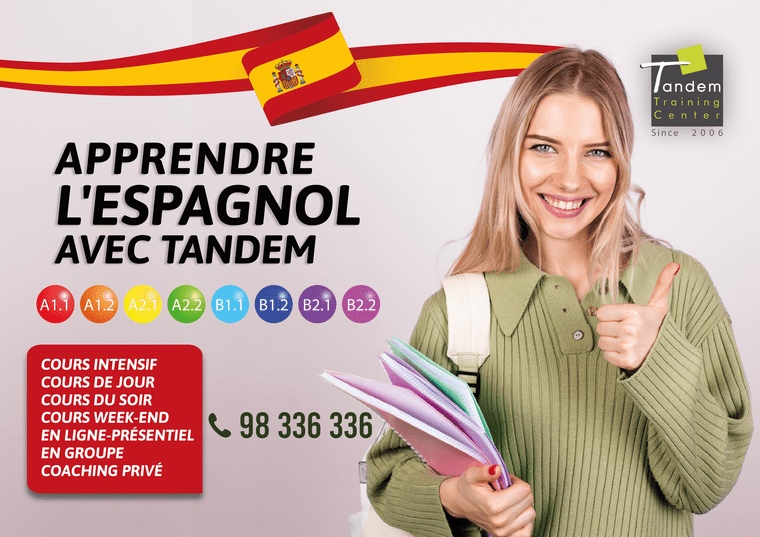 Tandem
Training
Center
Since 2006
APPRENDRE
L'ESPAGNOL
AVEC TANDEM
A1.1 A1.2 A2.1 A2.2 B1.1 B1.2 B2.1 B2.2
COURS INTENSIF
COURS DE JOUR
COURS DU SOIR
COURS WEEK-END
EN LIGNE-PRÉSENTIEL
EN GROUPE
COACHING PRIVÉ
98 336 336